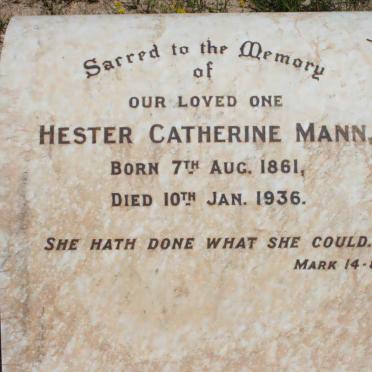 Sacred to the Memory
of
OUR LOVED ONE
HESTER CATHERINE MANN,
BORN 7TH AUG. 1861,
DIED 10TH JAN. 1936.
SHE HATH DONE WHAT SHE COULD.
MARK 14-